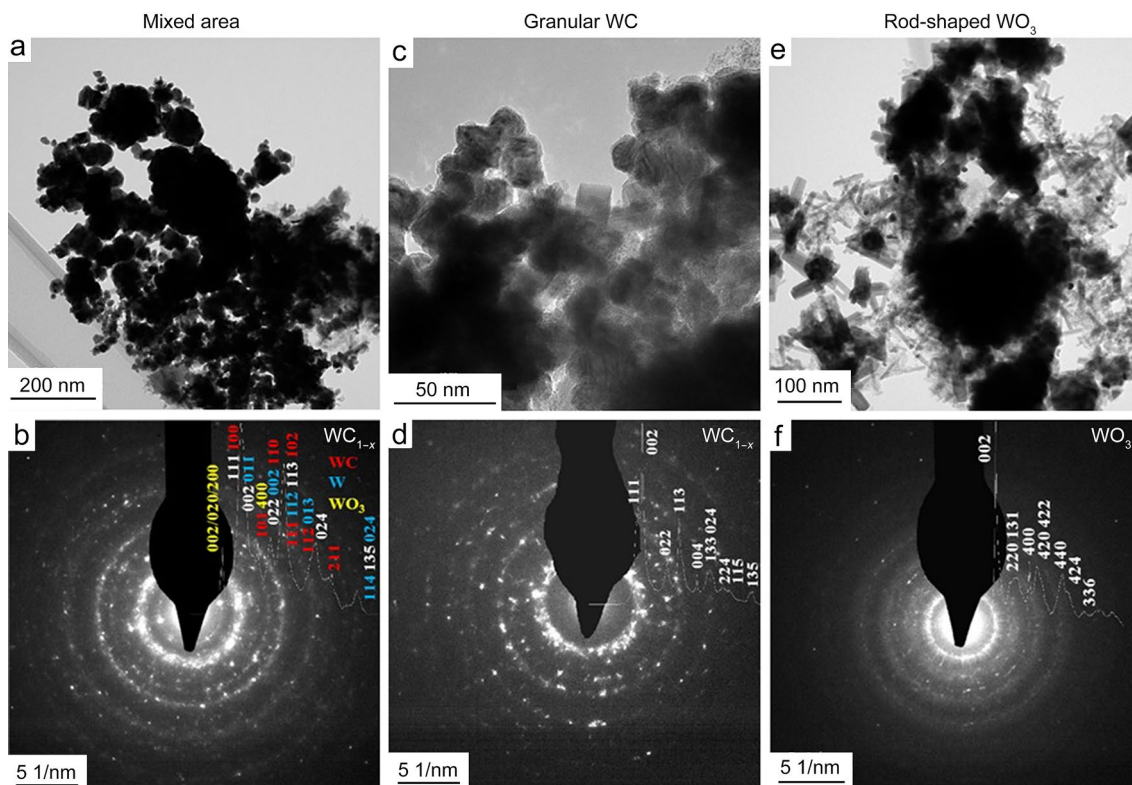 Mixed area
Granular WC
Rod-shaped WO₃
a
c
e
200 nm
50 nm
100 nm
b
WC₁₋ₓ
WC
W
WO₃
002/020/200
111
100
002
011
101
400
022
002
110
111
112
113
102
112
013
024
211
114
135
024
5 1/nm
d
WC₁₋ₓ
111
002
022
113
004
133
024
224
115
135
5 1/nm
f
WO₃
002
220
131
400
420
422
440
424
336
5 1/nm